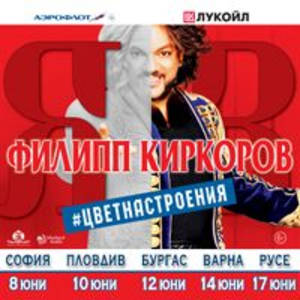 АЭРОФЛОТ
ЛУКОЙЛ
Я Я
ФИЛИПП КИРКОРОВ
#ЦВЕТНАСТРОЕНИЯ
СОФИЯ ПЛОВДИВ БУРГАС ВАРНА РУСЕ
8 ЮНИ 10 ЮНИ 12 ЮНИ 14 ЮНИ 17 ЮНИ